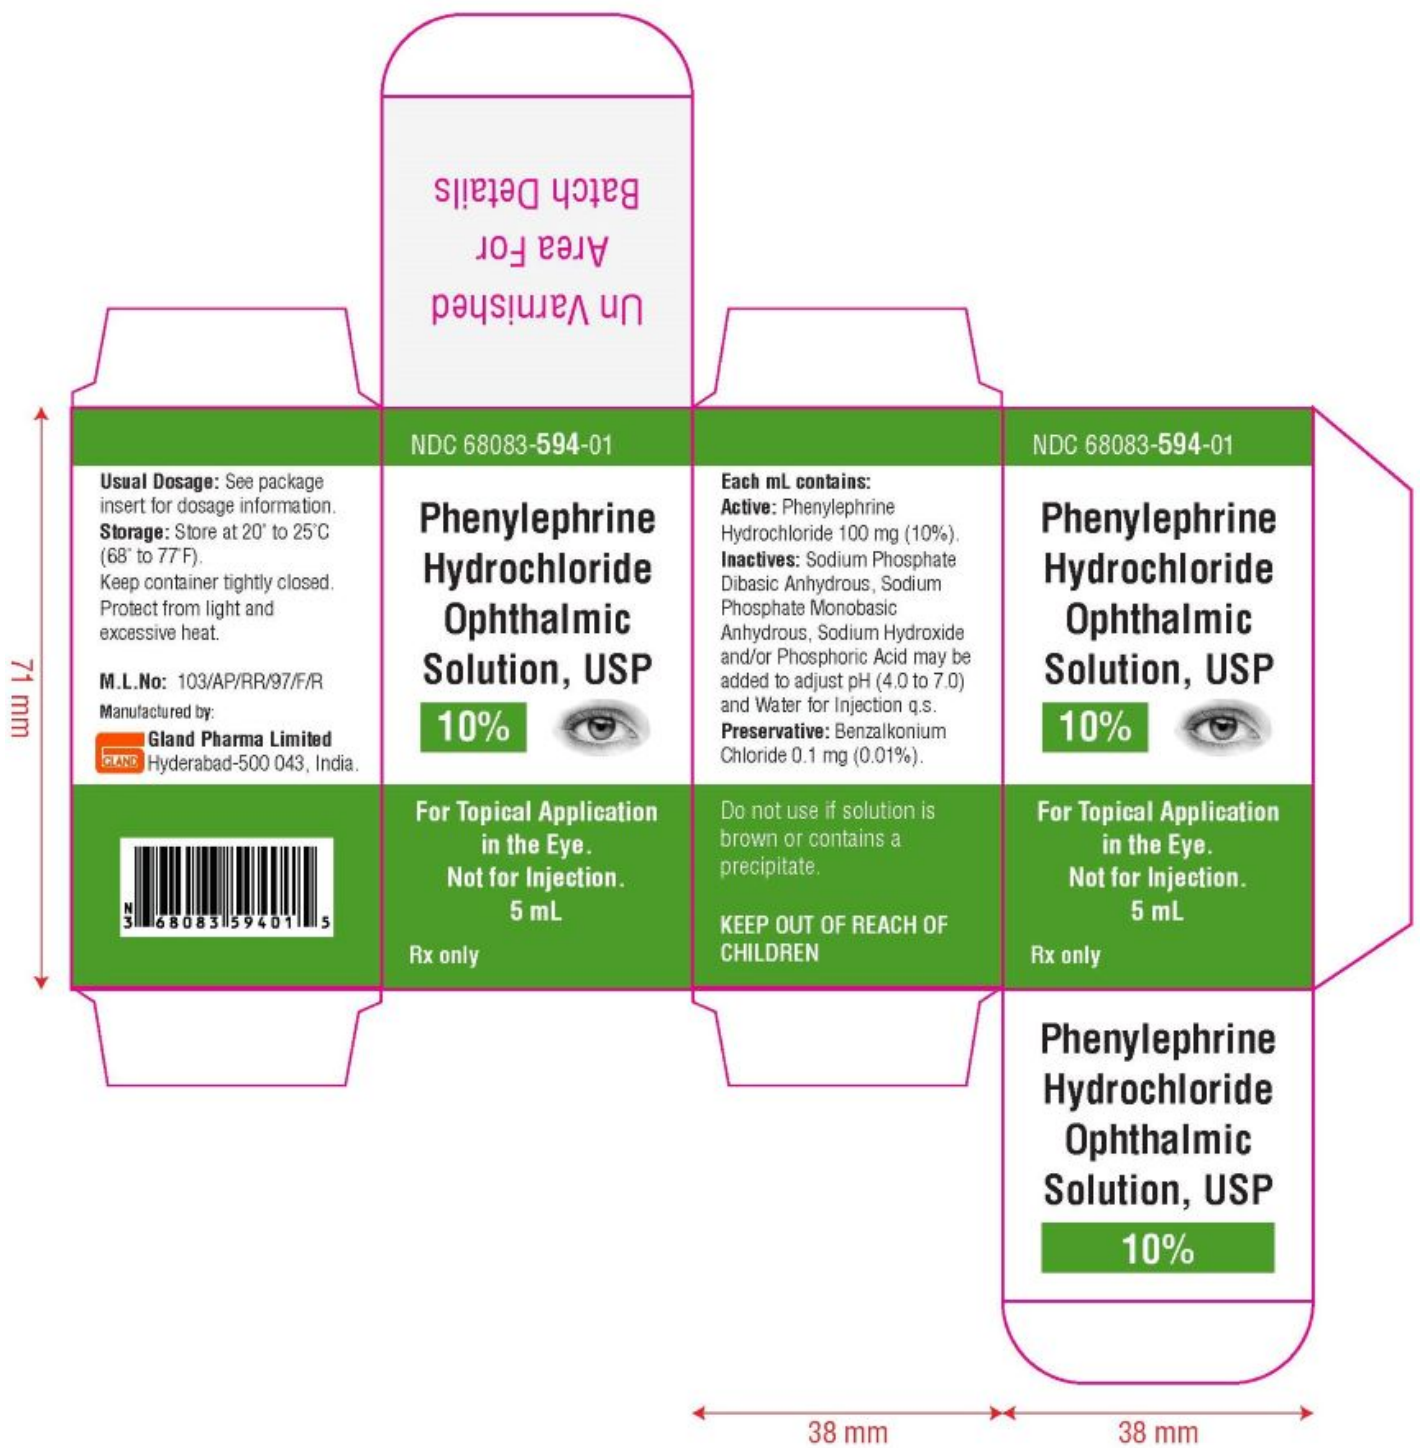 Un Varnished
Area For
Batch Details
Usual Dosage: See package
insert for dosage information.
Storage: Store at 20° to 25°C
(68° to 77°F).
Keep container tightly closed.
Protect from light and
excessive heat.
M.L.No: 103/AP/RR/97/F/R
Manufactured by:
GLAND
Gland Pharma Limited
Hyderabad-500 043, India.
N
3 68083 59401 5
NDC 68083-594-01
Phenylephrine
Hydrochloride
Ophthalmic
Solution, USP
10%
For Topical Application
in the Eye.
Not for Injection.
5 mL
Rx only
Each mL contains:
Active: Phenylephrine
Hydrochloride 100 mg (10%).
Inactives: Sodium Phosphate
Dibasic Anhydrous, Sodium
Phosphate Monobasic
Anhydrous, Sodium Hydroxide
and/or Phosphoric Acid may be
added to adjust pH (4.0 to 7.0)
and Water for Injection q.s.
Preservative: Benzalkonium
Chloride 0.1 mg (0.01%).
Do not use if solution is
brown or contains a
precipitate.
KEEP OUT OF REACH OF
CHILDREN
NDC 68083-594-01
Phenylephrine
Hydrochloride
Ophthalmic
Solution, USP
10%
For Topical Application
in the Eye.
Not for Injection.
5 mL
Rx only
Phenylephrine
Hydrochloride
Ophthalmic
Solution, USP
10%
71 mm
38 mm
38 mm